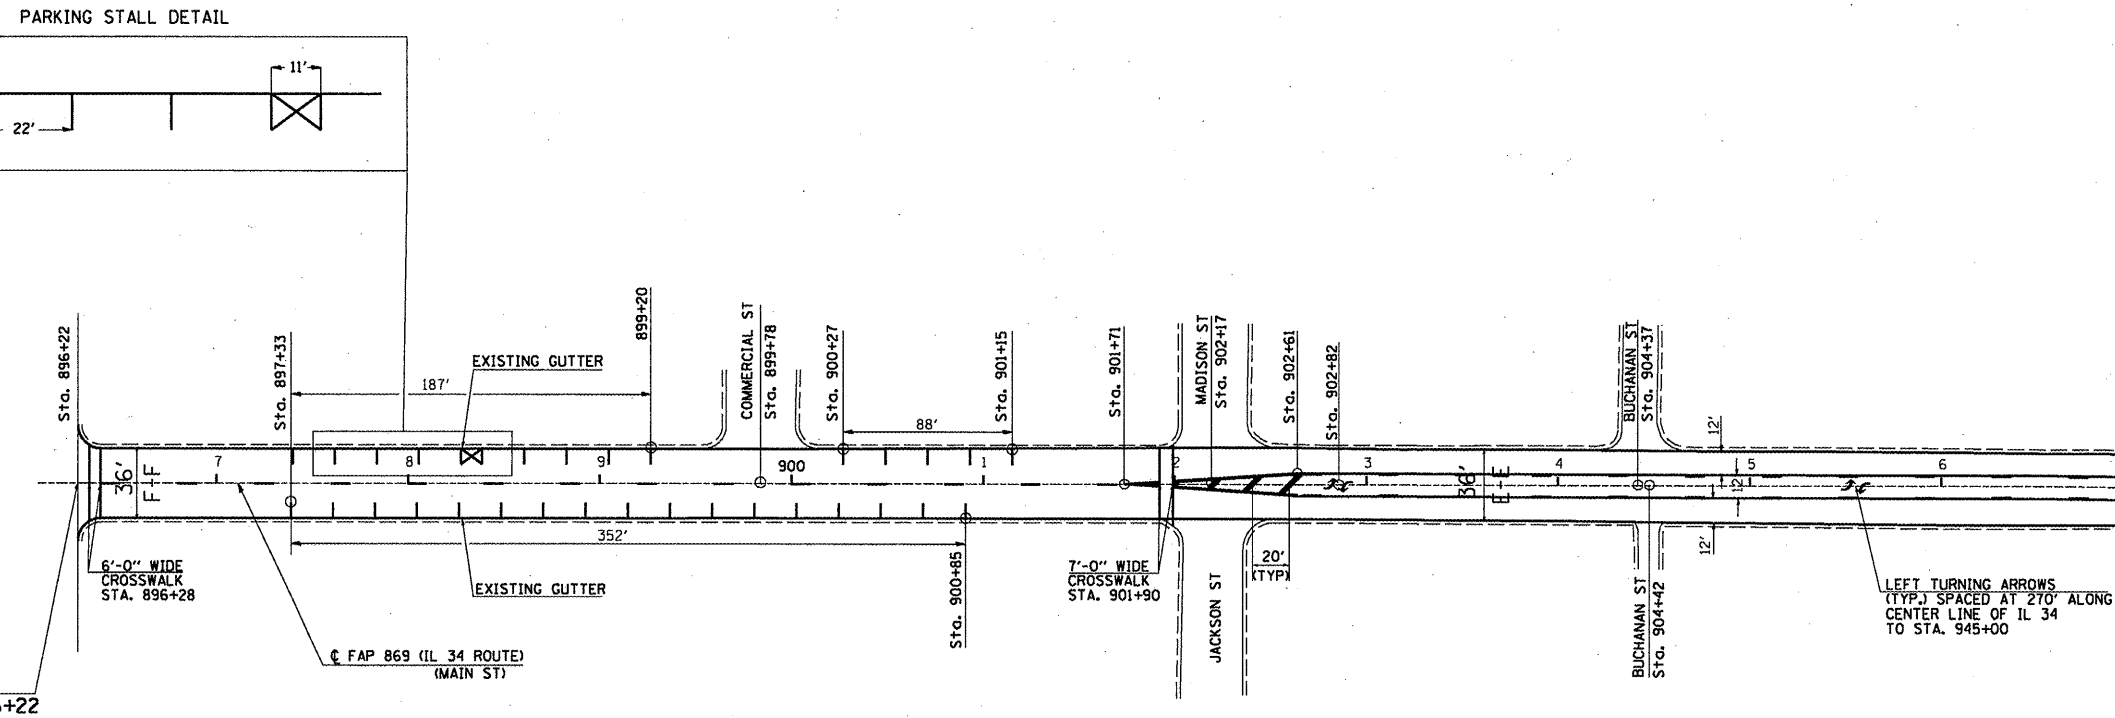 PARKING STALL DETAIL
11'
22'
Sta. 896+22
Sta. 897+33
187'
EXISTING GUTTER
899+20
COMMERCIAL ST
Sta. 899+78
Sta. 900+27
88'
Sta. 901+15
Sta. 901+71
MADISON ST
Sta. 902+17
Sta. 902+61
Sta. 902+82
BUCHANAN ST
Sta. 904+37
12'
36'
F-F
7
8
9
900
1
2
3
36'
E-E
4
12'
5
6
352'
12'
6'-0" WIDE
CROSSWALK
STA. 896+28
EXISTING GUTTER
Sta. 900+85
7'-0" WIDE
CROSSWALK
STA. 901+90
JACKSON ST
20'
(TYP)
BUCHANAN ST
Sta. 904+42
LEFT TURNING ARROWS
(TYP.) SPACED AT 270' ALONG
CENTER LINE OF IL 34
TO STA. 945+00
℄ FAP 869 (IL 34 ROUTE)
(MAIN ST)
+22